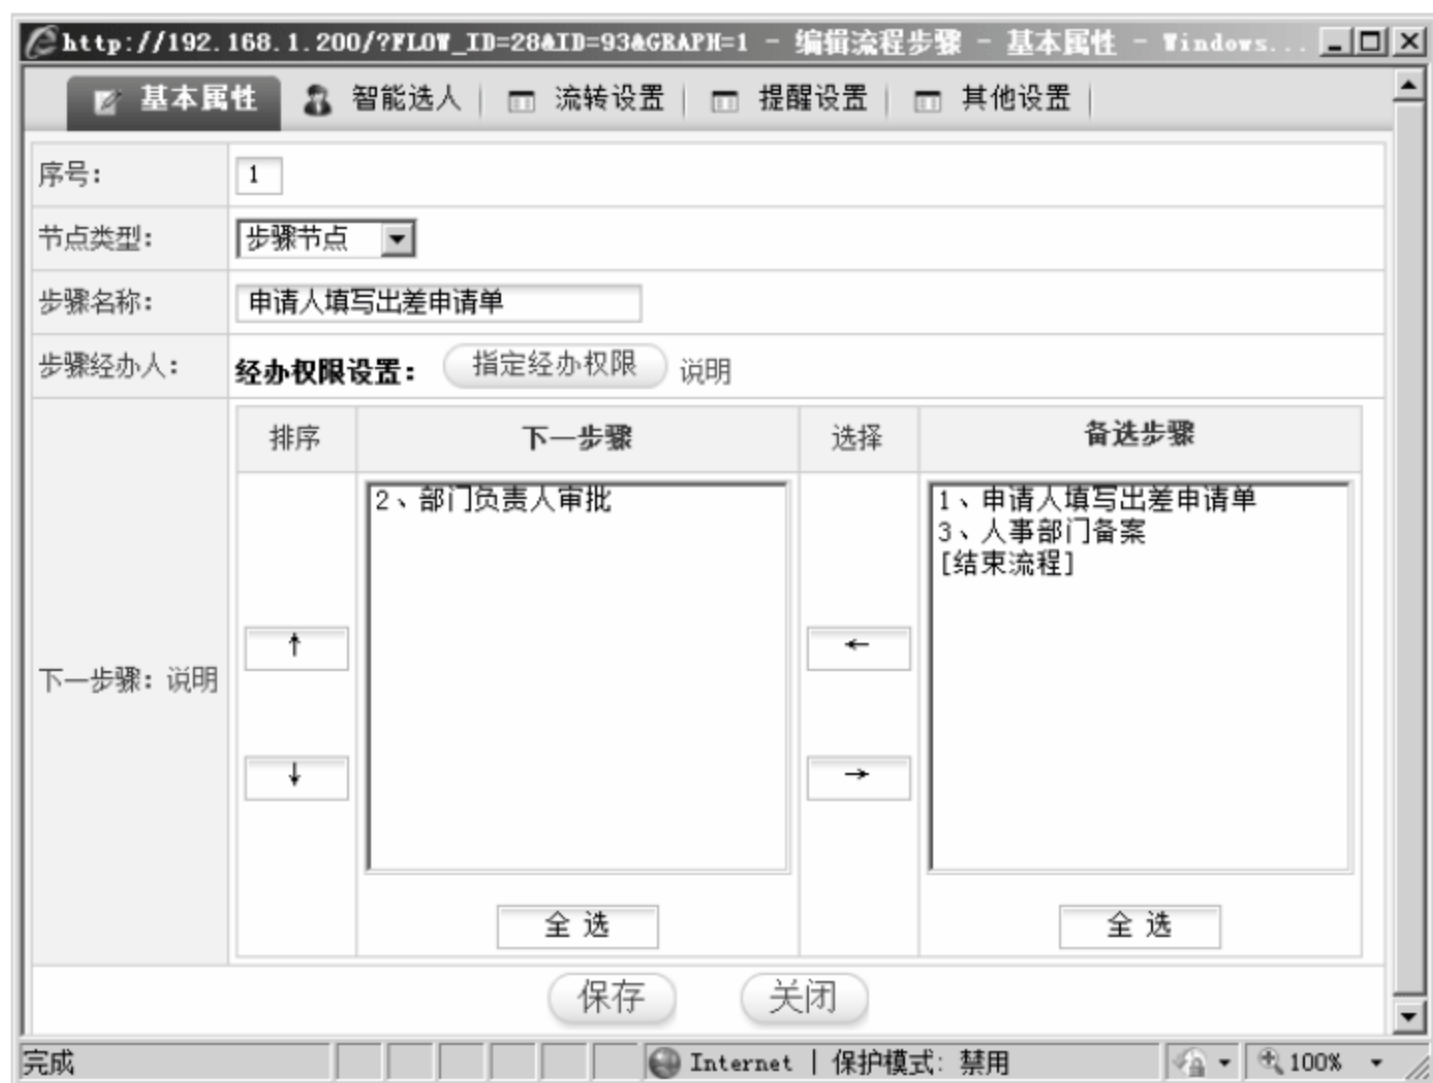 http://192.168.1.200/?FLOW_ID=28&ID=93&GRAPH=1 - 编辑流程步骤 - 基本属性 - Windows...
基本属性 智能选人 流转设置 提醒设置 其他设置
序号： 1
节点类型： 步骤节点
步骤名称： 申请人填写出差申请单
步骤经办人： 经办权限设置： 指定经办权限 说明
排序 下一步骤 选择 备选步骤
2、部门负责人审批 1、申请人填写出差申请单
3、人事部门备案
[结束流程]
↑ ←
下一步骤：说明
↓ →
全选 全选
保存 关闭
完成 Internet | 保护模式: 禁用 100%